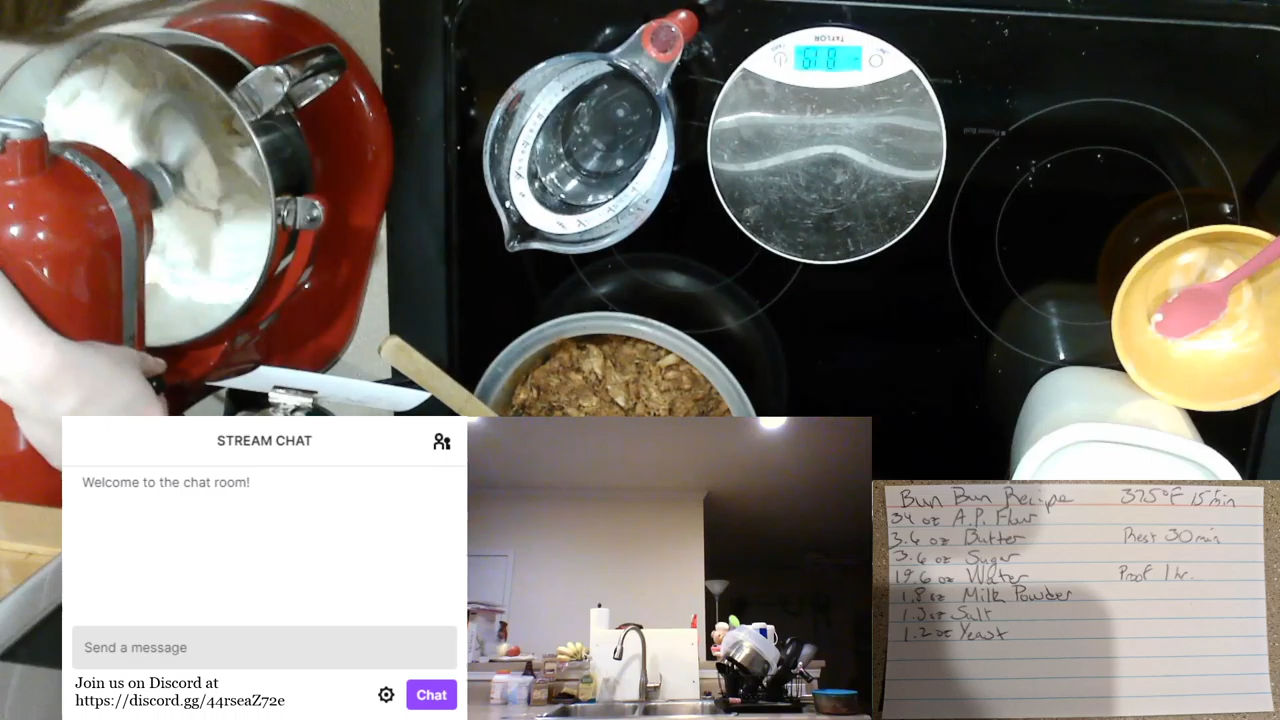 TAYLOR
STREAM CHAT
Welcome to the chat room!
Send a message
Join us on Discord at
https://discord.gg/44rseaZ72e
Chat
Bun Bun Recipe 375°F 15 min
34 oz A.P. Flour
3.6 oz Butter Rest 30 min
3.6 oz Sugar
19.6 oz Water Proof 1 hr.
1.8 oz Milk Powder
oz Salt
1.2 oz Yeast